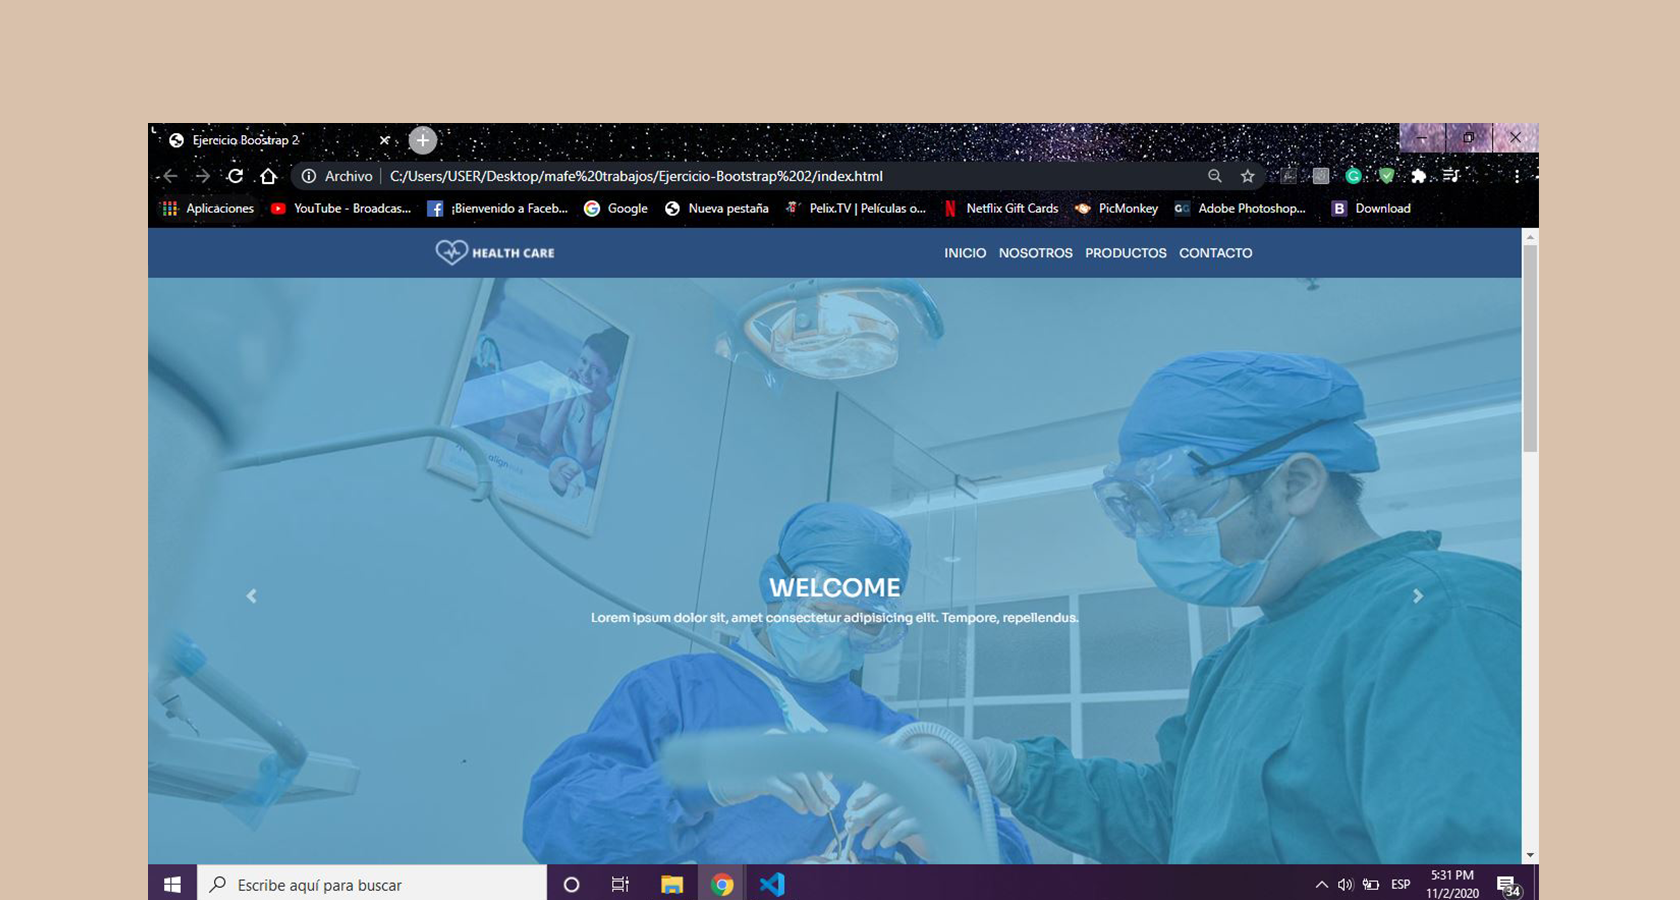 Ejercicio Boostrap 2
Archivo C:/Users/USER/Desktop/mafe%20trabajos/Ejercicio-Bootstrap%202/index.html
Aplicaciones YouTube - Broadcas... ¡Bienvenido a Faceb... Google Nueva pestaña Pelix.TV | Películas o... Netflix Gift Cards PicMonkey Adobe Photoshop... B Download
HEALTH CARE INICIO NOSOTROS PRODUCTOS CONTACTO
align
WELCOME
Lorem ipsum dolor sit, amet consectetur adipisicing elit. Tempore, repellendus.
Escribe aquí para buscar
ESP
5:31 PM
11/2/2020
34